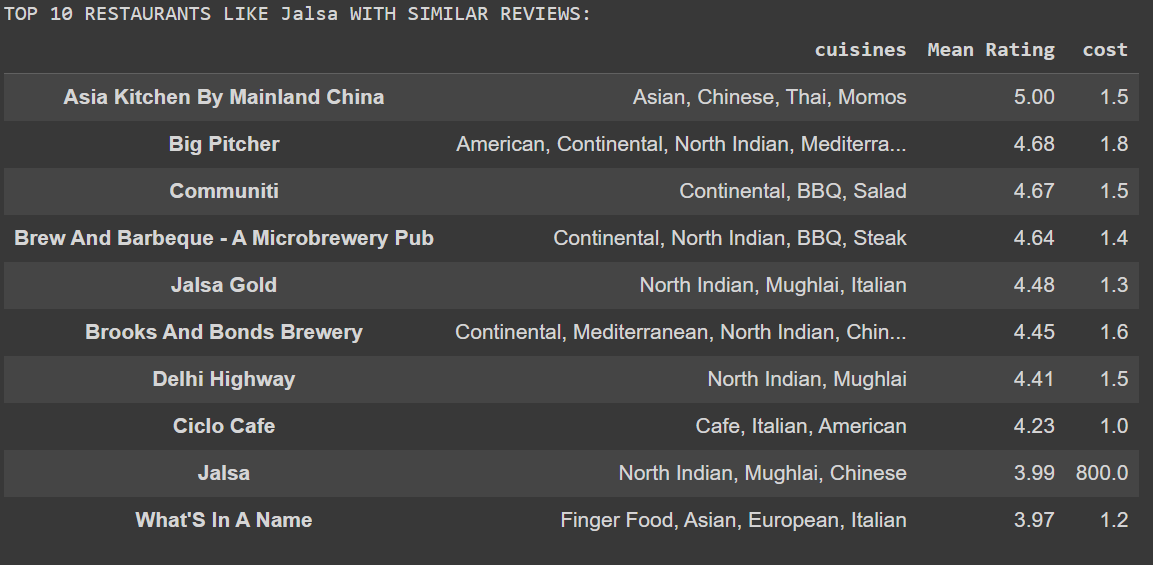 TOP 10 RESTAURANTS LIKE Jalsa WITH SIMILAR REVIEWS:
cuisines Mean Rating cost
Asia Kitchen By Mainland China Asian, Chinese, Thai, Momos 5.00 1.5
Big Pitcher American, Continental, North Indian, Mediterra... 4.68 1.8
Communiti Continental, BBQ, Salad 4.67 1.5
Brew And Barbeque - A Microbrewery Pub Continental, North Indian, BBQ, Steak 4.64 1.4
Jalsa Gold North Indian, Mughlai, Italian 4.48 1.3
Brooks And Bonds Brewery Continental, Mediterranean, North Indian, Chin... 4.45 1.6
Delhi Highway North Indian, Mughlai 4.41 1.5
Ciclo Cafe Cafe, Italian, American 4.23 1.0
Jalsa North Indian, Mughlai, Chinese 3.99 800.0
What'S In A Name Finger Food, Asian, European, Italian 3.97 1.2